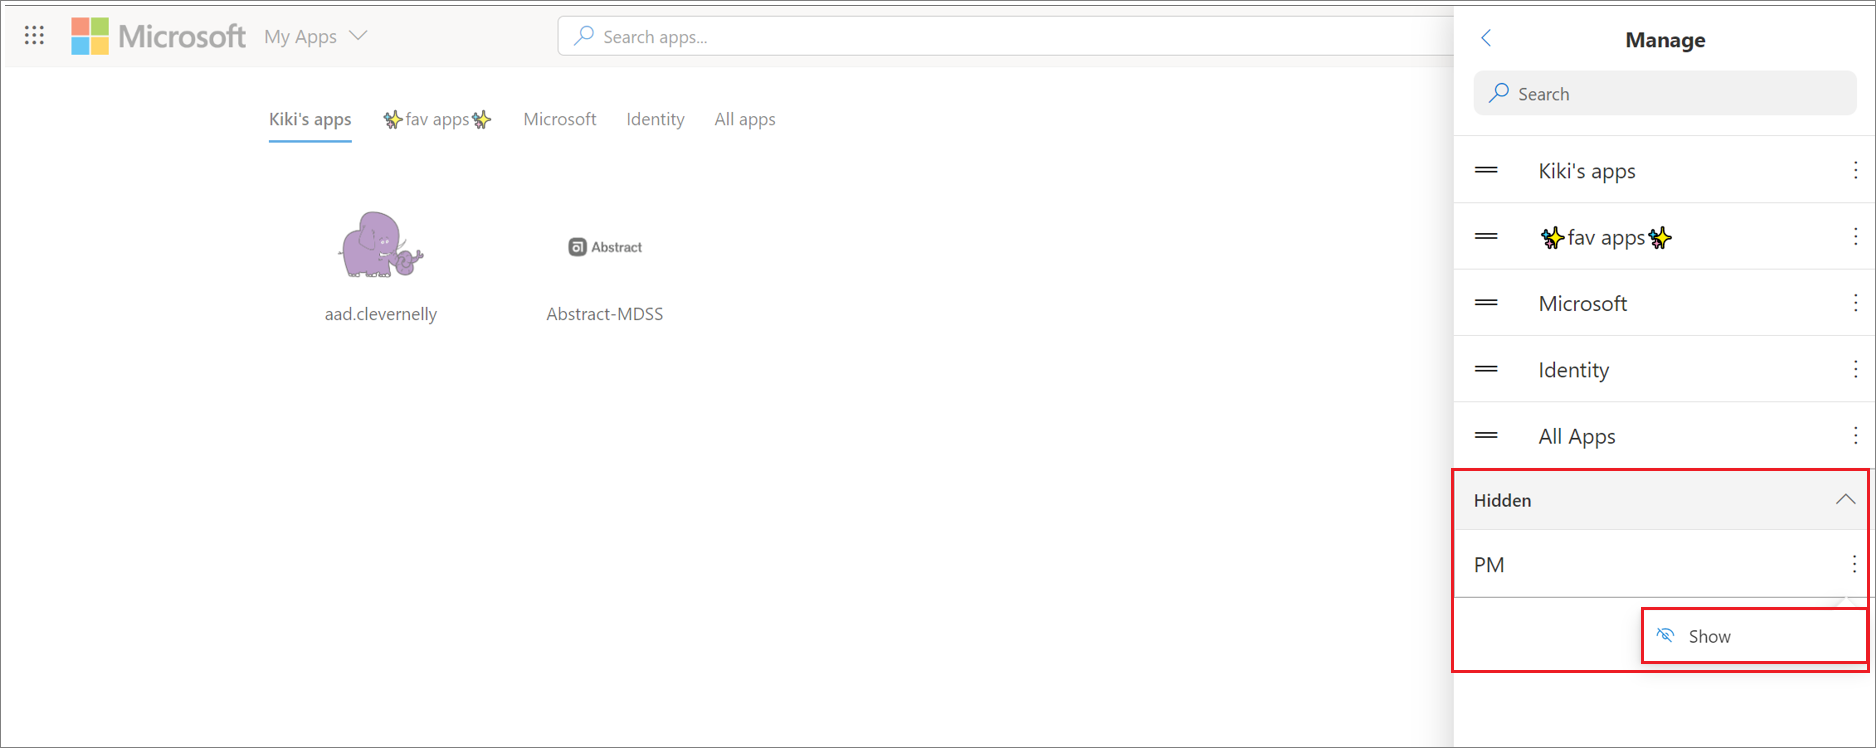 Microsoft My Apps
Search apps...
Kiki's apps ✨fav apps✨ Microsoft Identity All apps
Abstract
aad.clevernelly Abstract-MDSS
Manage
Search
Kiki's apps
✨fav apps✨
Microsoft
Identity
All Apps
Hidden
PM
Show